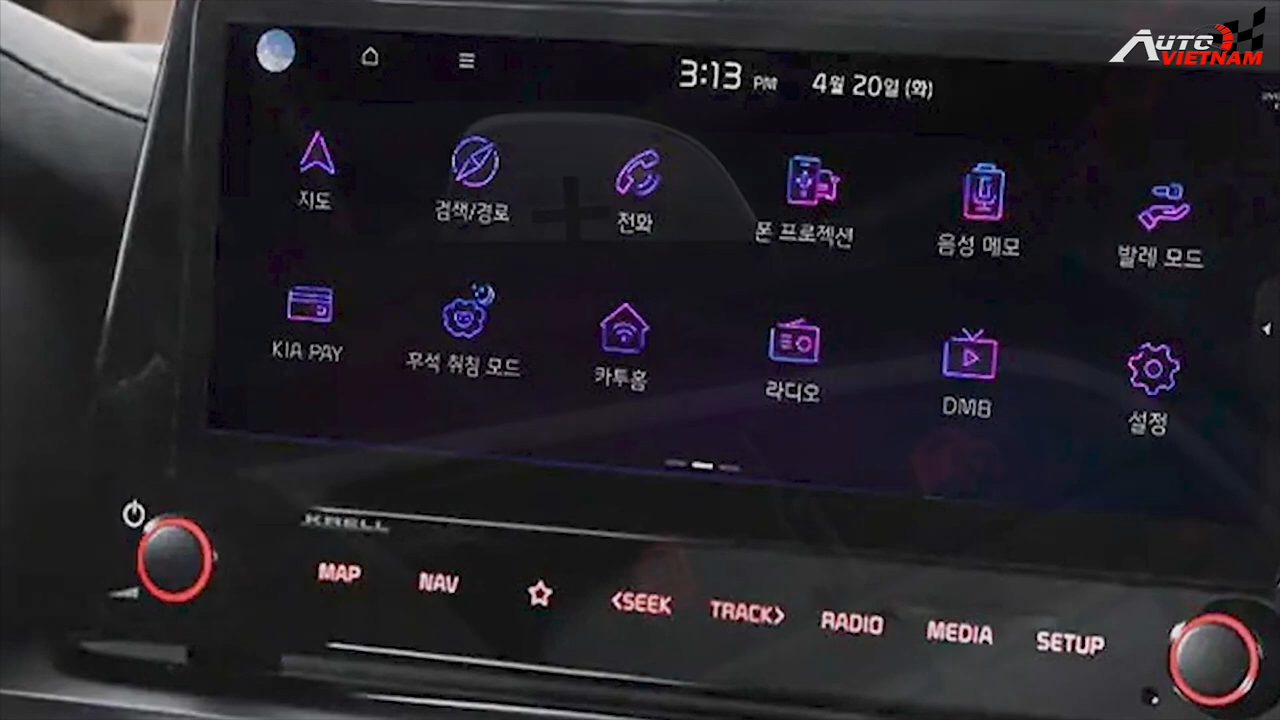 AUTO
VIETNAM
3:13 PM 4월 20일 (화)
지도 검색/경로 전화 폰 프로젝션 음성 메모 발레 모드
KIA PAY 후석 취침 모드 카투홈 라디오 DMB 설정
KRELL
MAP NAV <SEEK TRACK> RADIO MEDIA SETUP